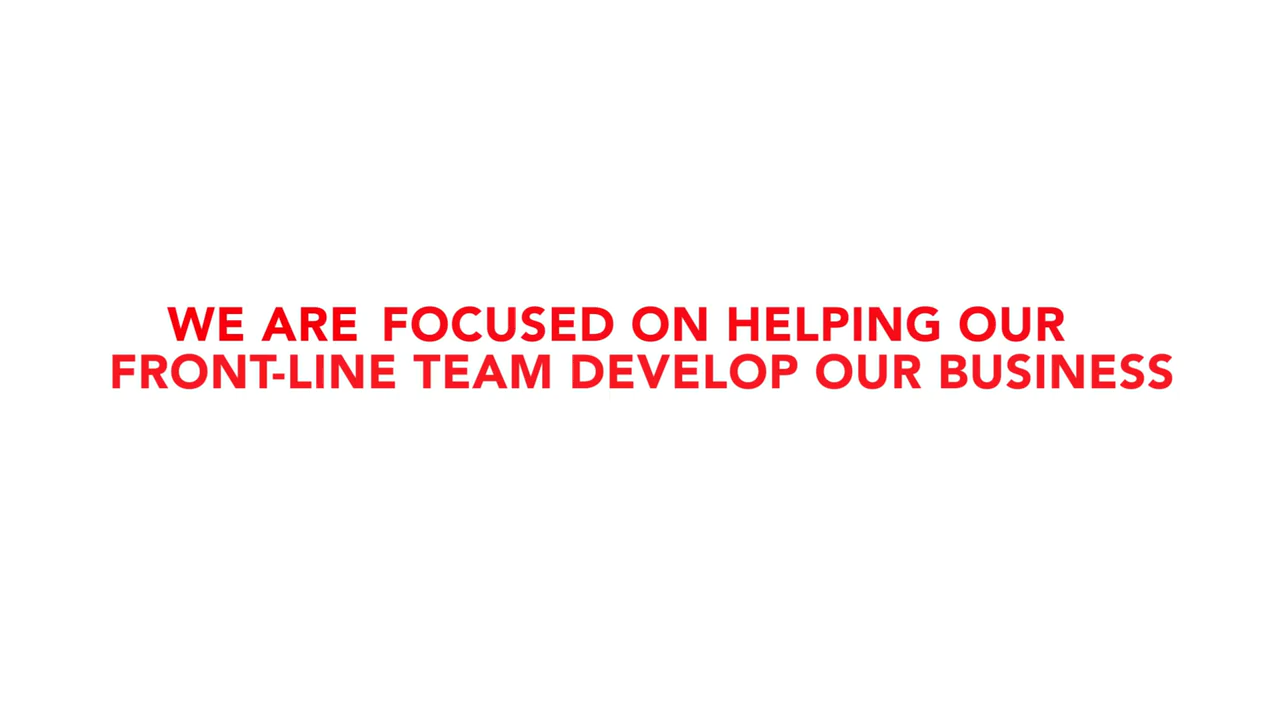 WE ARE FOCUSED ON HELPING OUR
FRONT-LINE TEAM DEVELOP OUR BUSINESS